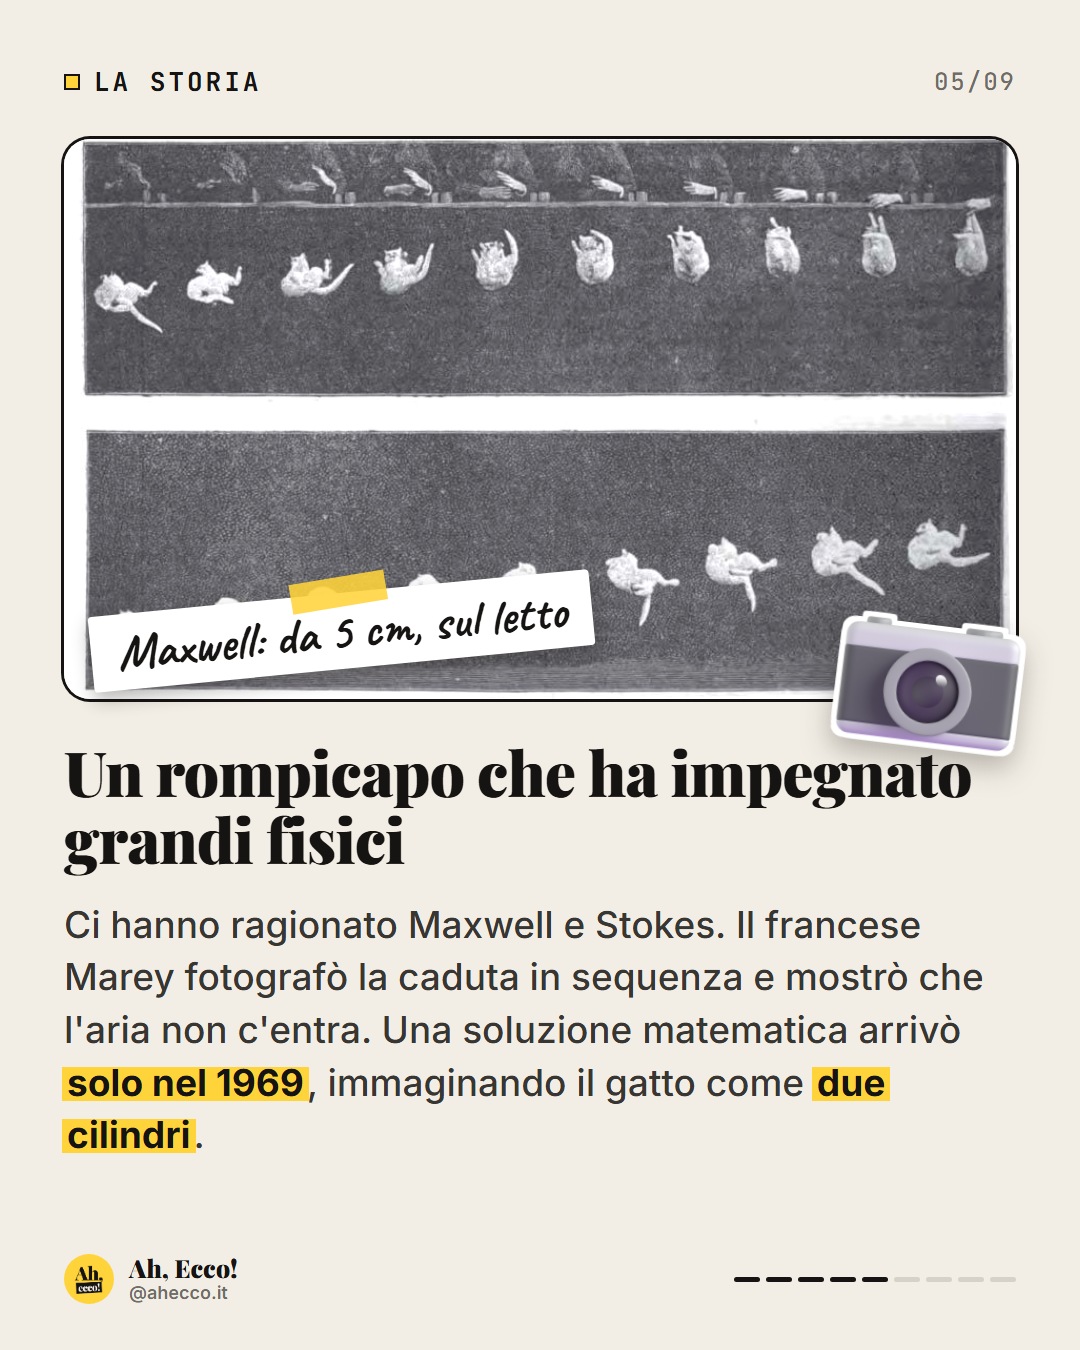 LA STORIA
05/09
Maxwell: da 5 cm, sul letto
Un rompicapo che ha impegnato
grandi fisici
Ci hanno ragionato Maxwell e Stokes. Il francese
Marey fotografò la caduta in sequenza e mostrò che
l'aria non c'entra. Una soluzione matematica arrivò
solo nel 1969, immaginando il gatto come due
cilindri.
Ah,
ecco!
Ah, Ecco!
@ahecco.it